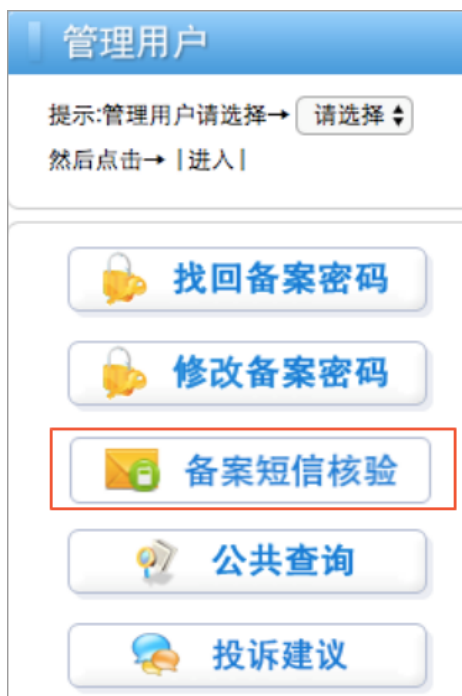 管理用户
提示:管理用户请选择→ 请选择
然后点击→ |进入|
找回备案密码
修改备案密码
备案短信核验
公共查询
投诉建议